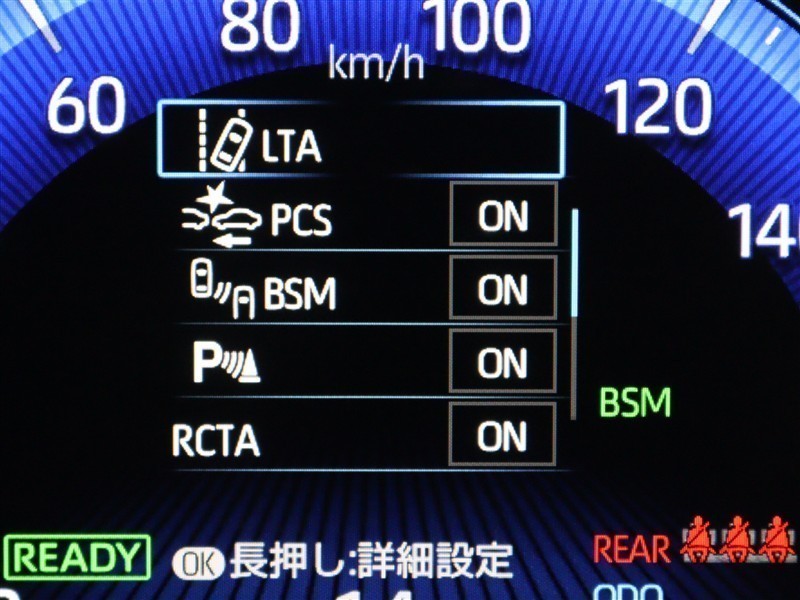 80 100
km/h
60 120
LTA
PCS ON
140
BSM ON
P ON
BSM
RCTA ON
READY OK 長押し:詳細設定 REAR